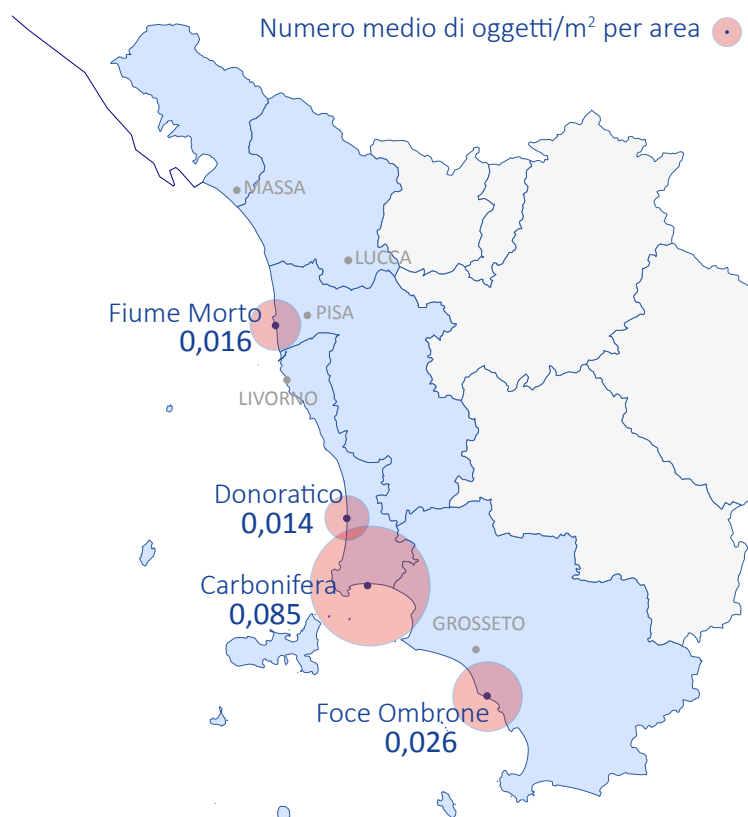 Numero medio di oggetti/m² per area
MASSA
LUCCA
Fiume Morto
0,016
PISA
LIVORNO
Donoratico
0,014
Carbonifera
0,085
GROSSETO
Foce Ombrone
0,026